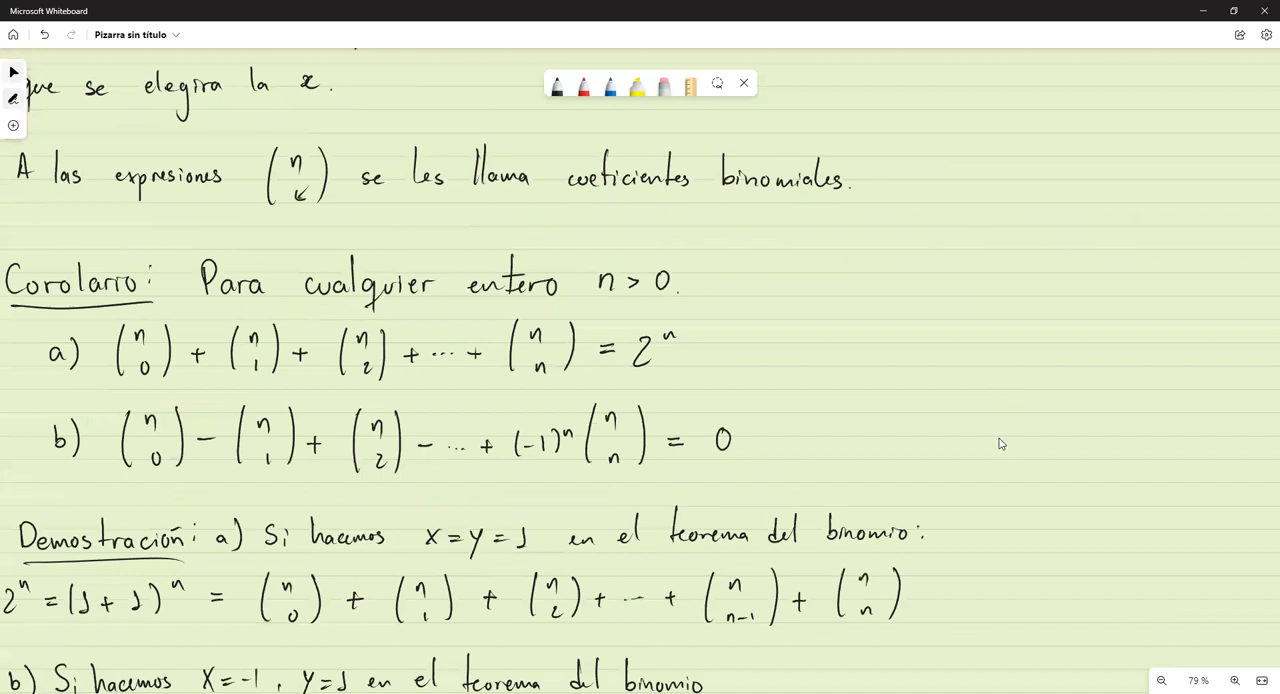 Microsoft Whiteboard
Pizarra sin título
que se elegira la x.
A las expresiones (n k) se les llama coeficientes binomiales.
Corolario: Para cualquier entero n > 0.
a) (n 0) + (n 1) + (n 2) + ... + (n n) = 2^n
b) (n 0) - (n 1) + (n 2) - ... + (-1)^n (n n) = 0
Demostración: a) Si hacemos x = y = 1 en el teorema del binomio:
2^n = (1 + 1)^n = (n 0) + (n 1) + (n 2) + ... + (n n-1) + (n n)
b) Si hacemos x = -1, y = 1 en el teorema del binomio
79 %